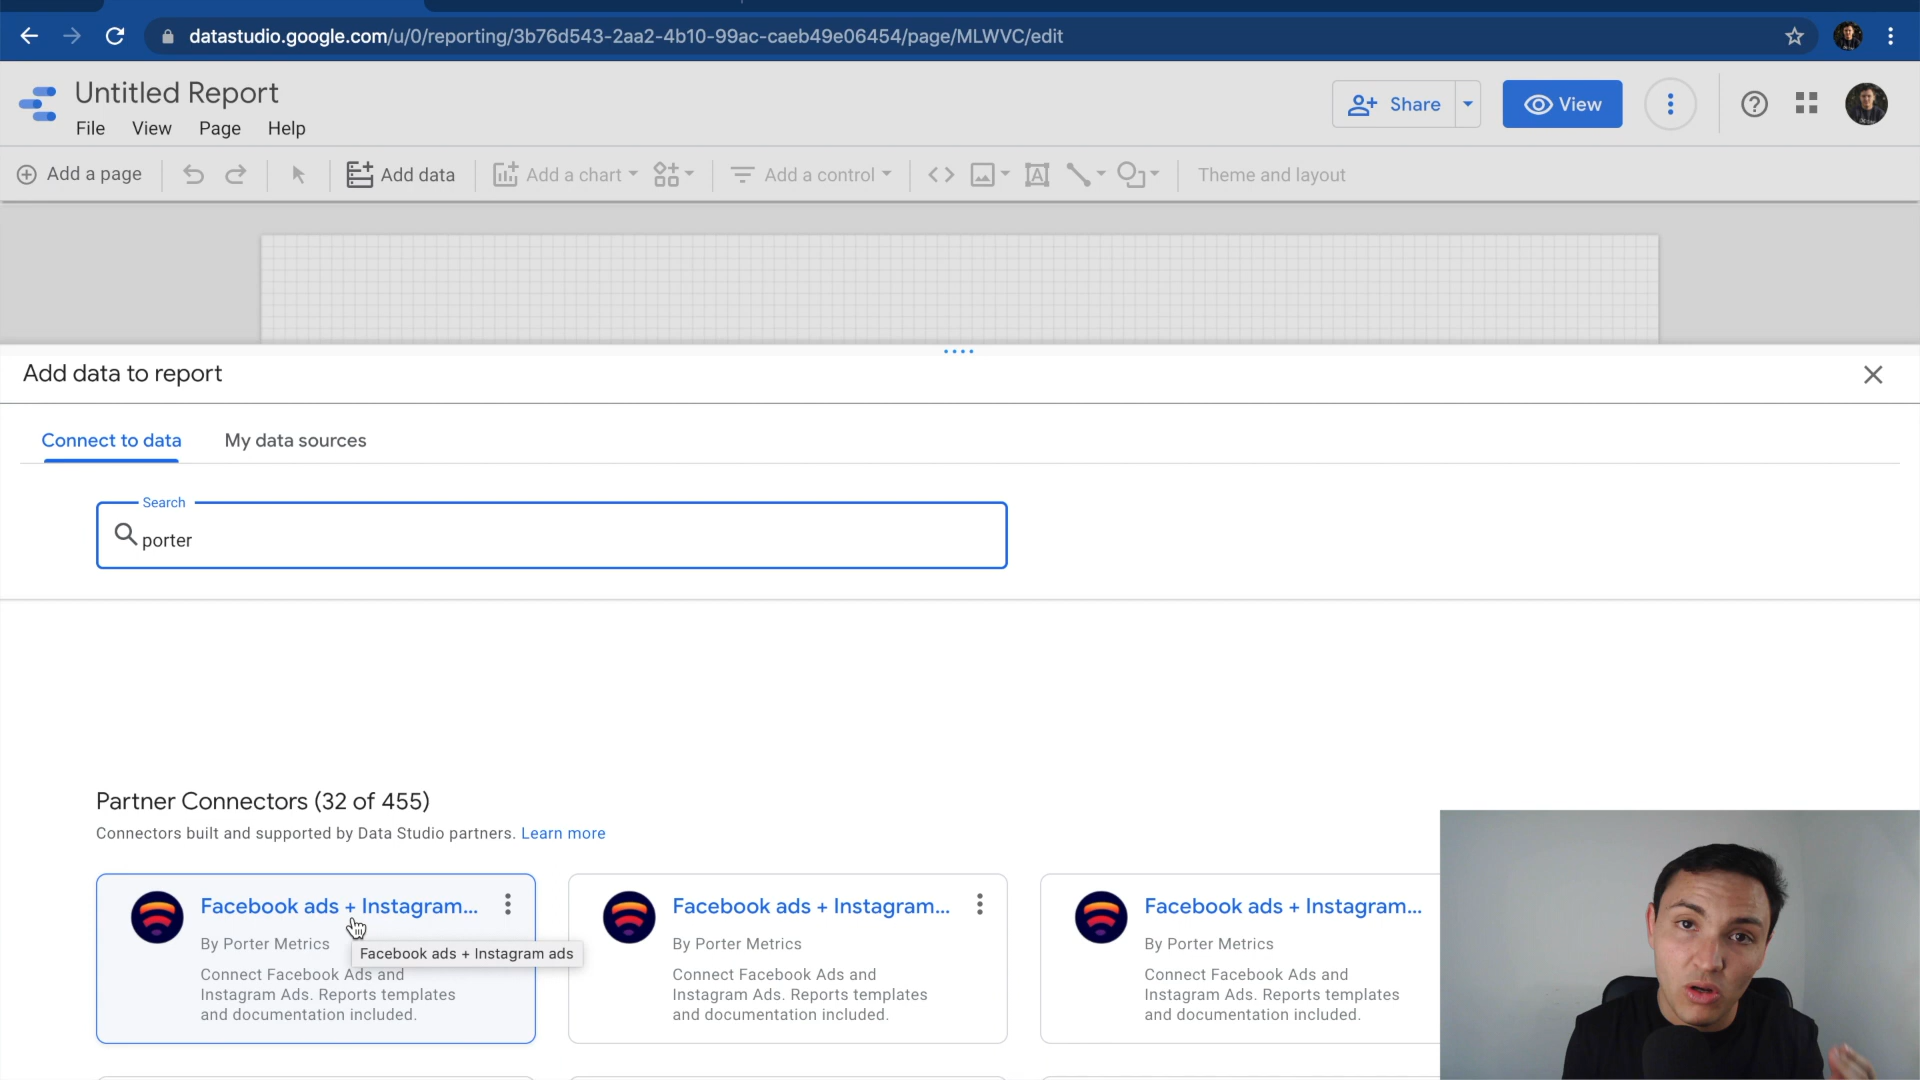 datastudio.google.com/u/0/reporting/3b76d543-2aa2-4b10-99ac-caeb49e06454/page/MLWVC/edit
Untitled Report
File View Page Help
Share
View
Add a page
Add data
Add a chart
Add a control
Theme and layout
Add data to report
Connect to data
My data sources
Search
porter
Partner Connectors (32 of 455)
Connectors built and supported by Data Studio partners. Learn more
Facebook ads + Instagram...
By Porter Metrics
Connect Facebook Ads and
Instagram Ads. Reports templates
and documentation included.
Facebook ads + Instagram ads
Facebook ads + Instagram...
By Porter Metrics
Connect Facebook Ads and
Instagram Ads. Reports templates
and documentation included.
Facebook ads + Instagram...
By Porter Metrics
Connect Facebook Ads and
Instagram Ads. Reports templates
and documentation included.